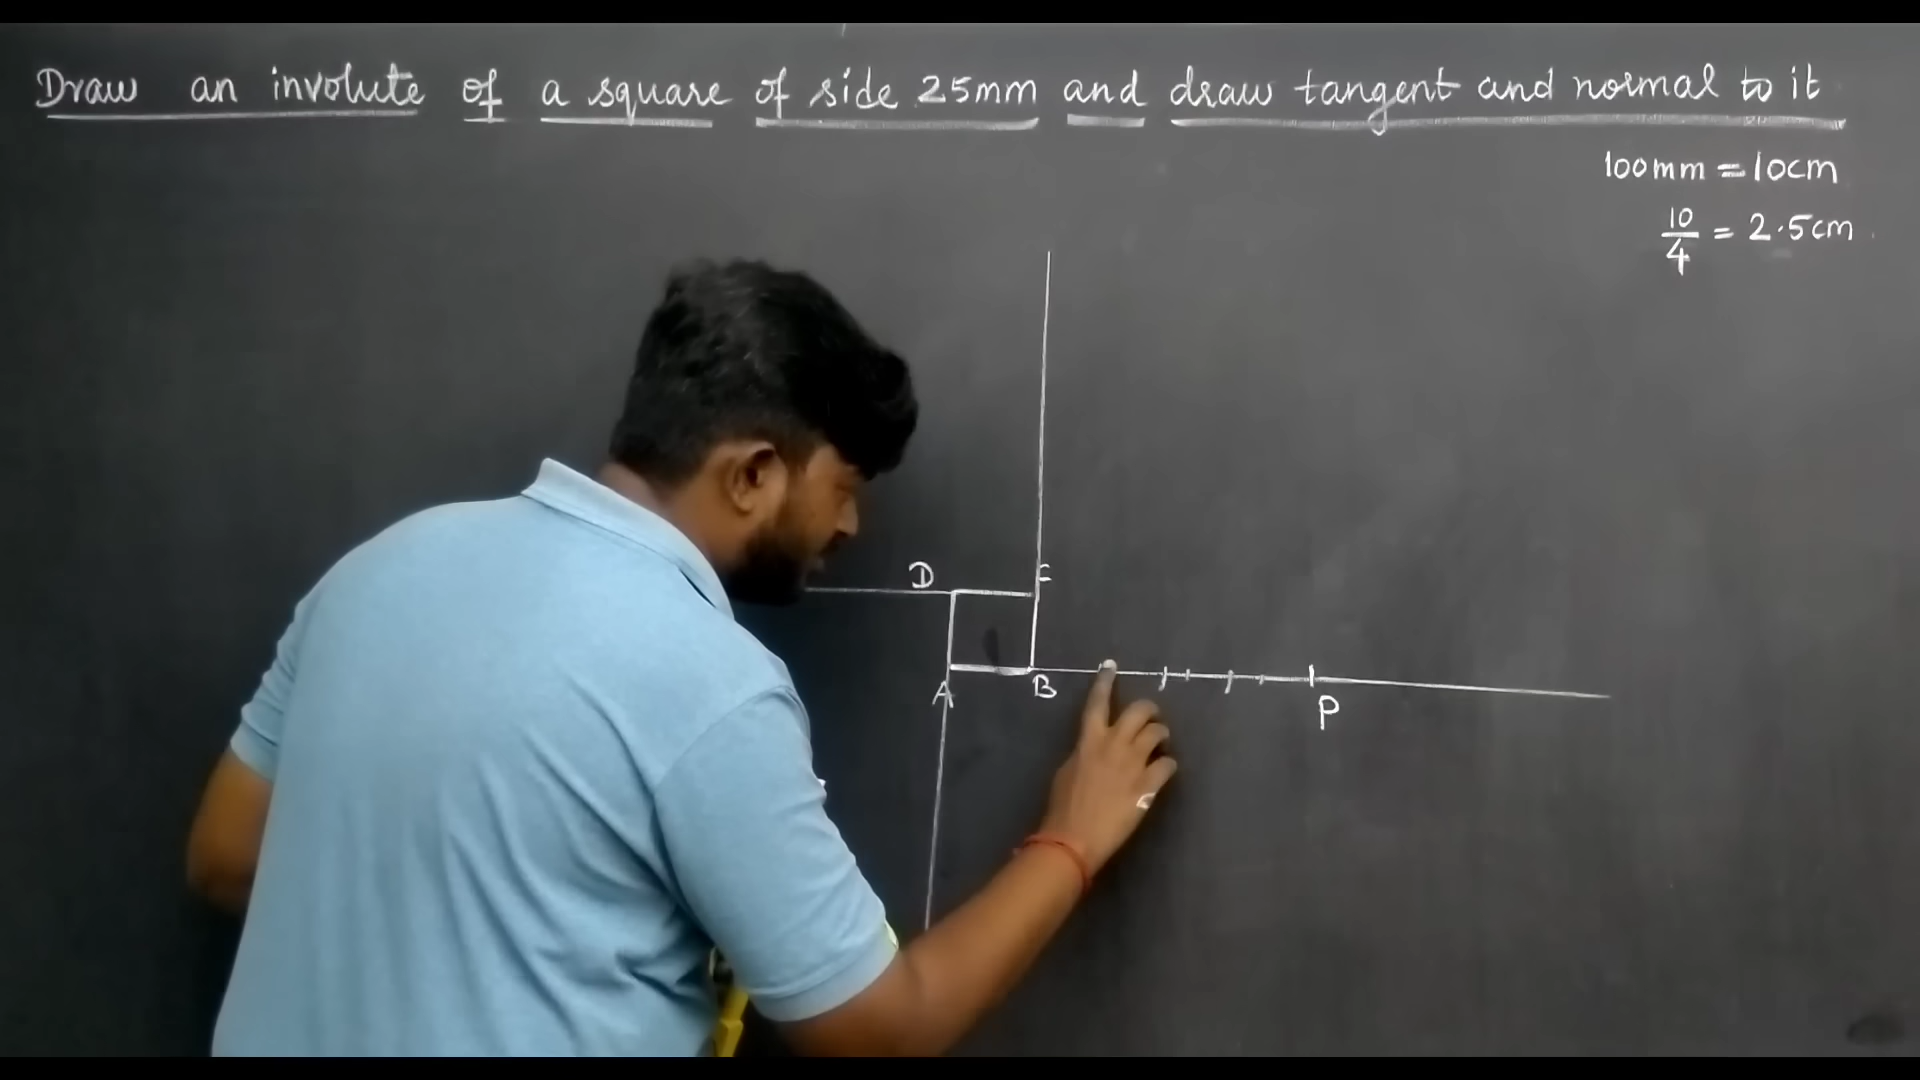 Draw an involute of a square of side 25mm and draw tangent and normal to it
100mm = 10cm
10/4 = 2.5cm
D C
A B P